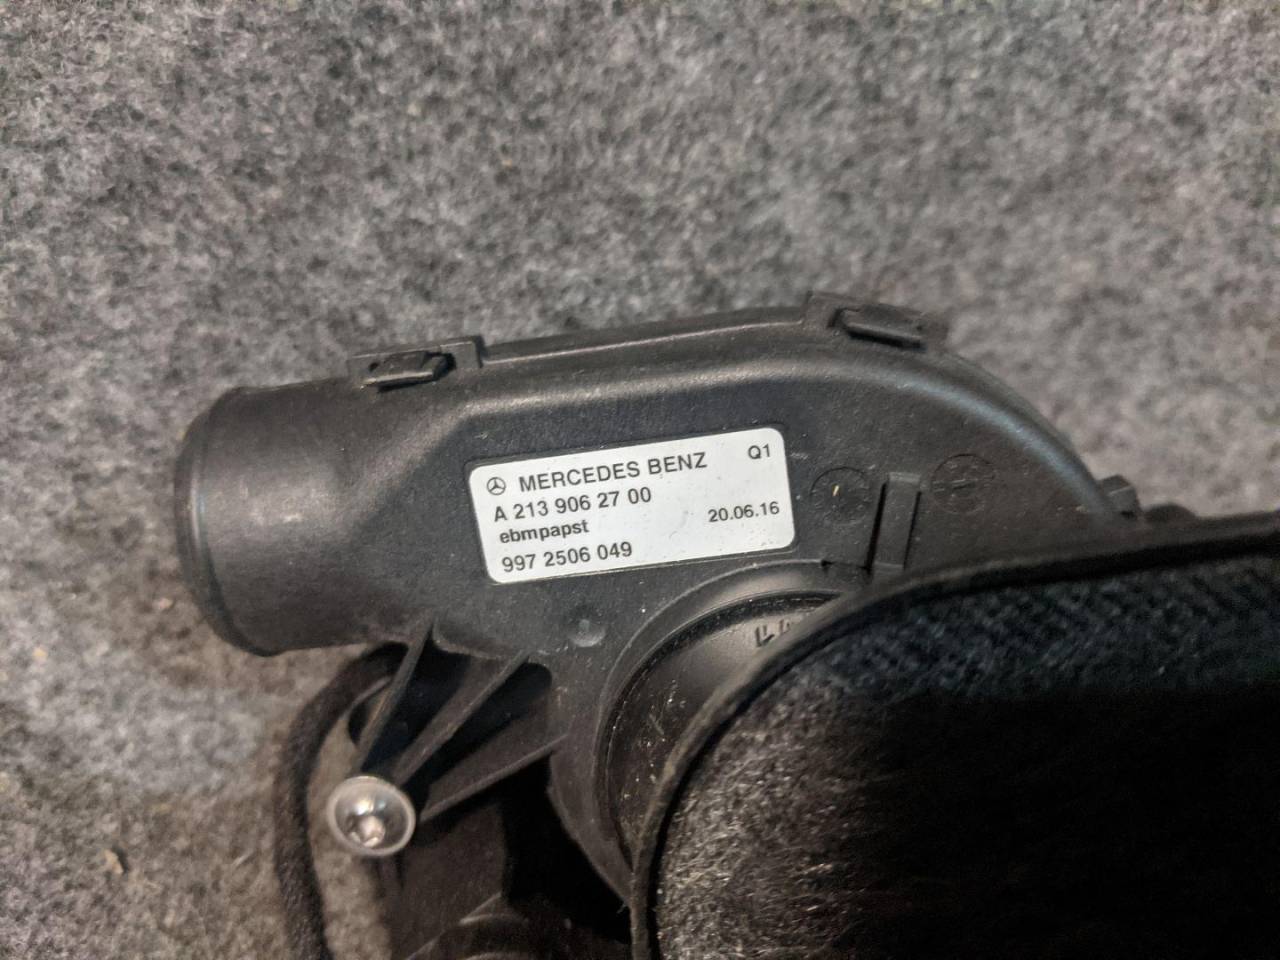 MERCEDES BENZ Q1
A 213 906 27 00
ebmpapst 20.06.16
997 2506 049